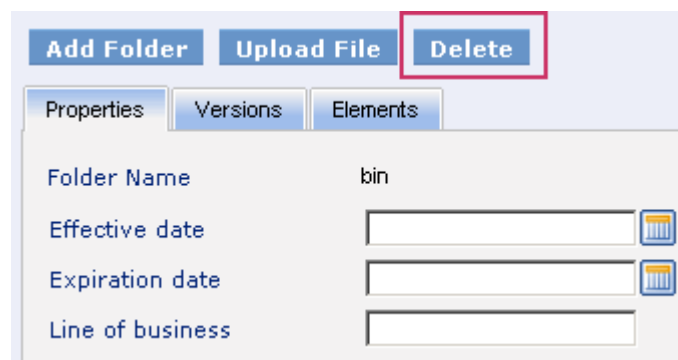 Add Folder Upload File Delete
Properties Versions Elements
Folder Name bin
Effective date
Expiration date
Line of business